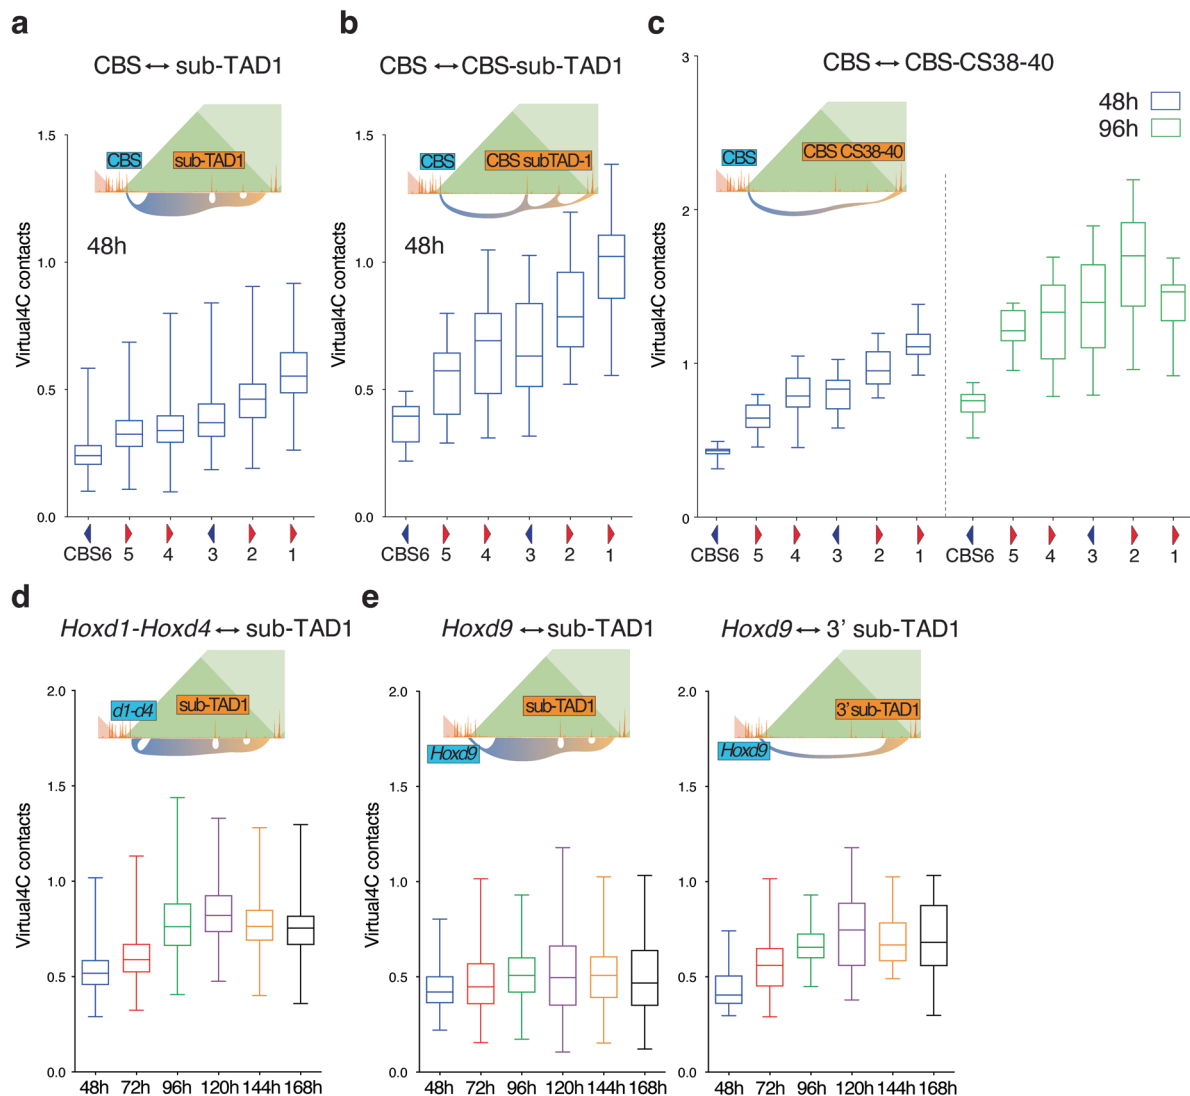 a
CBS ↔ sub-TAD1
1.5
1.0
0.5
0.0
Virtual4C contacts
CBS
sub-TAD1
48h
CBS6 5 4 3 2 1
b
CBS ↔ CBS-sub-TAD1
1.5
1.0
0.5
0.0
Virtual4C contacts
CBS
CBS subTAD-1
48h
CBS6 5 4 3 2 1
c
CBS ↔ CBS-CS38-40
3
2
1
0
Virtual4C contacts
CBS
CBS CS38-40
48h
96h
CBS6 5 4 3 2 1 CBS6 5 4 3 2 1
d
Hoxd1-Hoxd4 ↔ sub-TAD1
2.0
1.5
1.0
0.5
0.0
Virtual4C contacts
d1-d4
sub-TAD1
48h 72h 96h 120h 144h 168h
e
Hoxd9 ↔ sub-TAD1
2.0
1.5
1.0
0.5
0.0
Virtual4C contacts
Hoxd9
sub-TAD1
48h 72h 96h 120h 144h 168h
Hoxd9 ↔ 3’ sub-TAD1
2.0
1.5
1.0
0.5
0.0
Hoxd9
3’ sub-TAD1
48h 72h 96h 120h 144h 168h